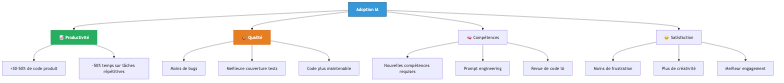 Adoption IA
Productivité
Qualité
Compétences
Satisfaction
+30-50% de code produit
-50% temps sur tâches
répétitives
Moins de bugs
Meilleure couverture tests
Code plus maintenable
Nouvelles compétences
requises
Prompt engineering
Revue de code IA
Moins de frustration
Plus de créativité
Meilleur engagement